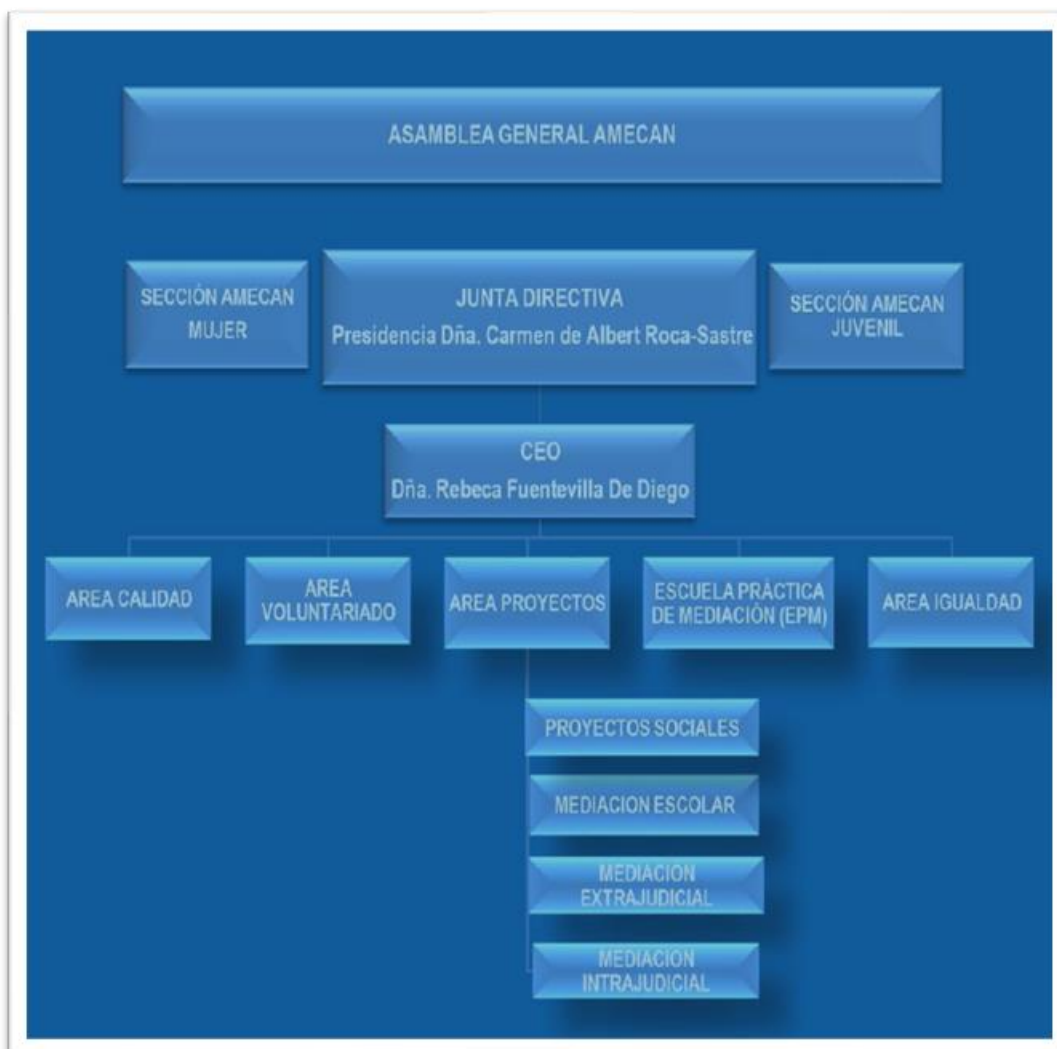 ASAMBLEA GENERAL AMECAN
SECCIÓN AMECAN
MUJER
JUNTA DIRECTIVA
Presidencia Dña. Carmen de Albert Roca-Sastre
SECCIÓN AMECAN
JUVENIL
CEO
Dña. Rebeca Fuentevilla De Diego
AREA CALIDAD
AREA
VOLUNTARIADO
AREA PROYECTOS
ESCUELA PRÁCTICA
DE MEDIACIÓN (EPM)
AREA IGUALDAD
PROYECTOS SOCIALES
MEDIACION ESCOLAR
MEDIACION
EXTRAJUDICIAL
MEDIACION
INTRAJUDICIAL